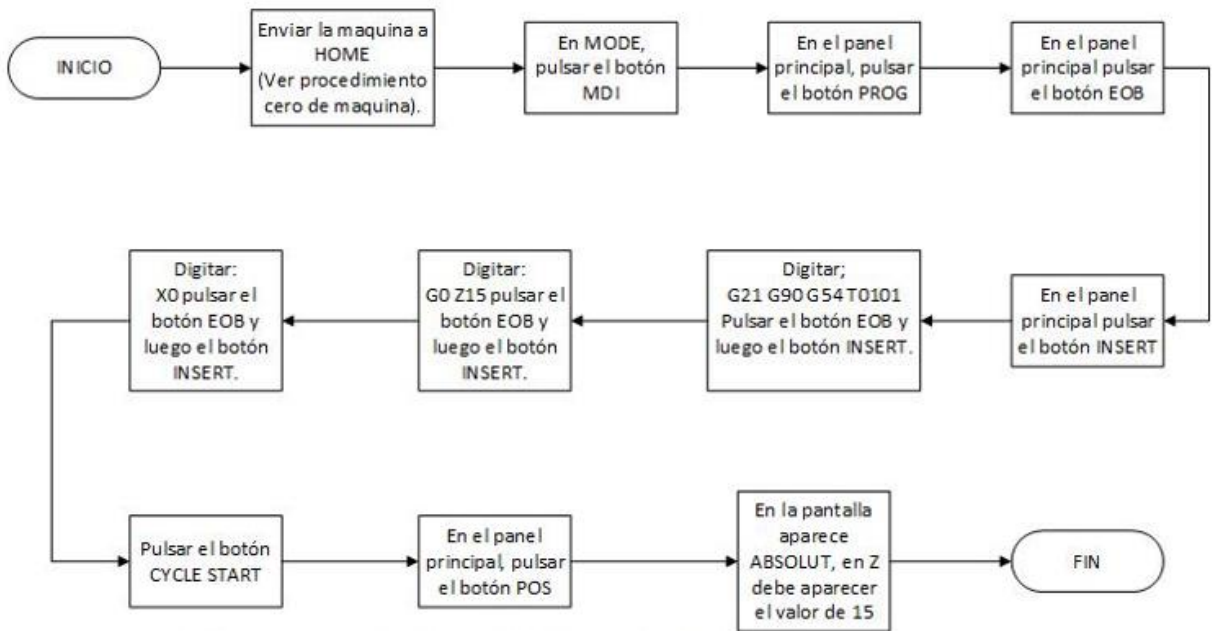 INICIO
Enviar la maquina a
HOME
(Ver procedimiento
cero de maquina).
En MODE,
pulsar el botón
MDI
En el panel
principal, pulsar
el botón PROG
En el panel
principal pulsar
el botón EOB
En el panel
principal pulsar
el botón INSERT
Digitar;
G21 G90 G54 T0101
Pulsar el botón EOB y
luego el botón INSERT.
Digitar:
G0 Z15 pulsar el
botón EOB y
luego el botón
INSERT.
Digitar:
X0 pulsar el
botón EOB y
luego el botón
INSERT.
Pulsar el botón
CYCLE START
En el panel
principal, pulsar
el botón POS
En la pantalla
aparece
ABSOLUT, en Z
debe aparecer
el valor de 15
FIN